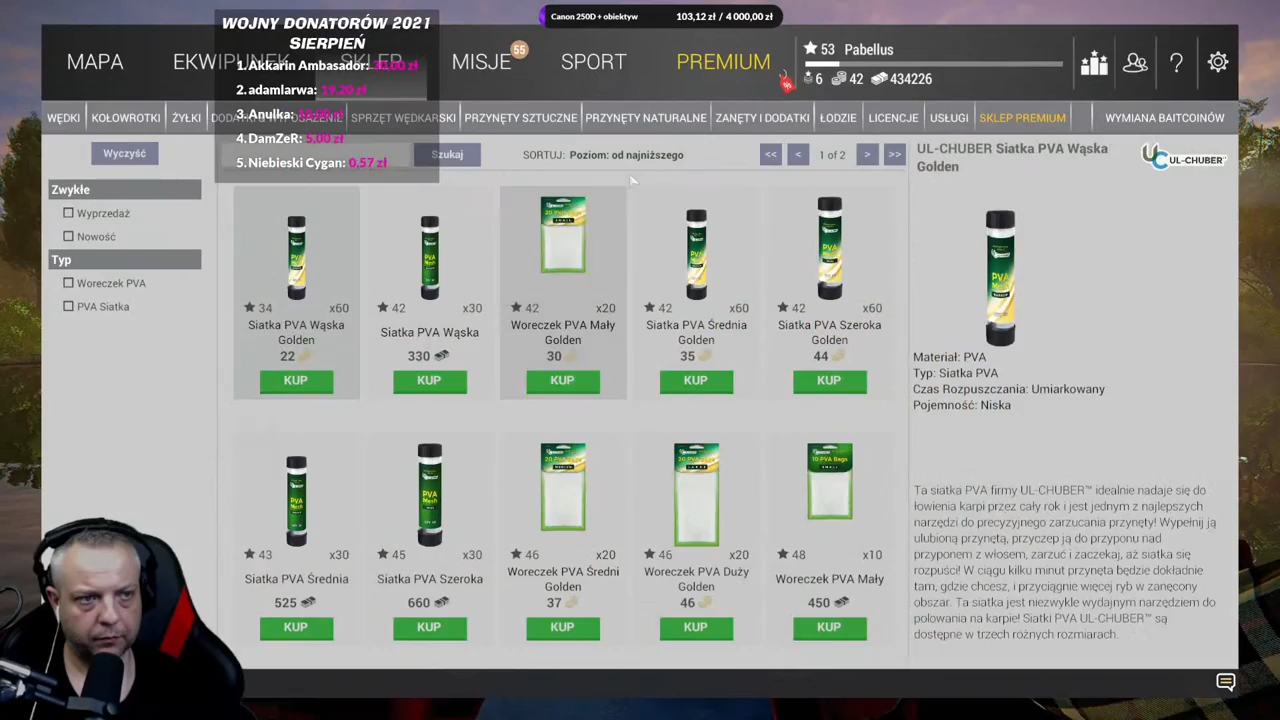 WOJNY DONATORÓW 2021
SIERPIEŃ
1. Akkarin Ambasador:
2. adamlarwa: 19,20 zł
3. Anulka:
4. DamZeR: 5,00 zł
5. Niebieski Cygan: 0,57 zł
Canon 250D + obiektyw 103,12 zł / 4 000,00 zł
MAPA EKWIPUNEK SKLEP MISJE 55 SPORT PREMIUM
53 Pabellus
6 42 434226
WĘDKI KOŁOWROTKI ŻYŁKI SPRZĘT WĘDKARSKI PRZYNĘTY SZTUCZNE PRZYNĘTY NATURALNE ZANĘTY I DODATKI ŁODZIE LICENCJE USŁUGI SKLEP PREMIUM WYMIANA BAITCOINÓW
Wyczyść Szukaj SORTUJ: Poziom: od najniższego << < 1 of 2 > >>
Zwykłe
Wyprzedaż
Nowość
Typ
Woreczek PVA
PVA Siatka
34 x60
Siatka PVA Wąska
Golden
22
KUP
42 x30
Siatka PVA Wąska
330
KUP
42 x20
Woreczek PVA Mały
Golden
30
KUP
42 x60
Siatka PVA Średnia
Golden
35
KUP
42 x60
Siatka PVA Szeroka
Golden
44
KUP
43 x30
Siatka PVA Średnia
525
KUP
45 x30
Siatka PVA Szeroka
660
KUP
46 x20
Woreczek PVA Średni
Golden
37
KUP
46 x20
Woreczek PVA Duży
Golden
46
KUP
48 x10
Woreczek PVA Mały
450
KUP
UL-CHUBER Siatka PVA Wąska
Golden
UL-CHUBER
Materiał: PVA
Typ: Siatka PVA
Czas Rozpuszczania: Umiarkowany
Pojemność: Niska
Ta siatka PVA firmy UL-CHUBER™ idealnie nadaje się do
łowienia karpi przez cały rok i jest jednym z najlepszych
narzędzi do precyzyjnego zarzucania przynęty! Wypełnij ją
ulubioną przynętą, przyczep ją do przyponu nad
przyponem z włosem, zarzuć i zaczekaj, aż siatka się
rozpuści! W ciągu kilku minut przynęta będzie dokładnie
tam, gdzie chcesz, i przyciągnie więcej ryb w zanęcony
obszar. Ta siatka jest niezwykle wydajnym narzędziem do
polowania na karpie! Siatki PVA UL-CHUBER™ są
dostępne w trzech różnych rozmiarach.